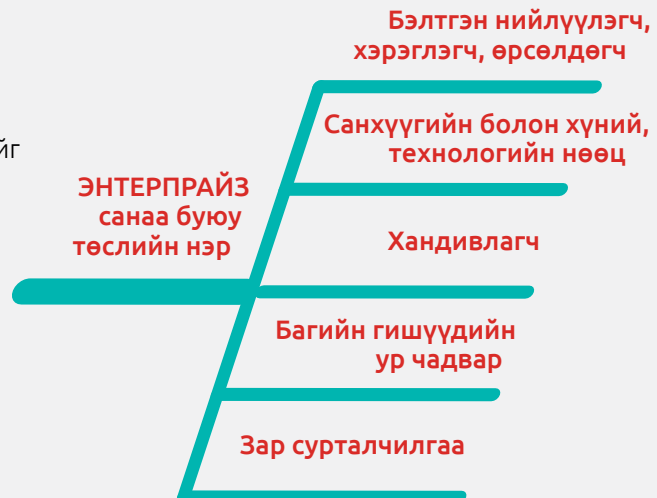 Бэлтгэн нийлүүлэгч,
хэрэглэгч, өрсөлдөгч
Санхүүгийн болон хүний,
технологийн нөөц
йг
ЭНТЕРПРАЙЗ
санаа буюу
төслийн нэр
Хандивлагч
Багийн гишүүдийн
ур чадвар
Зар сурталчилгаа